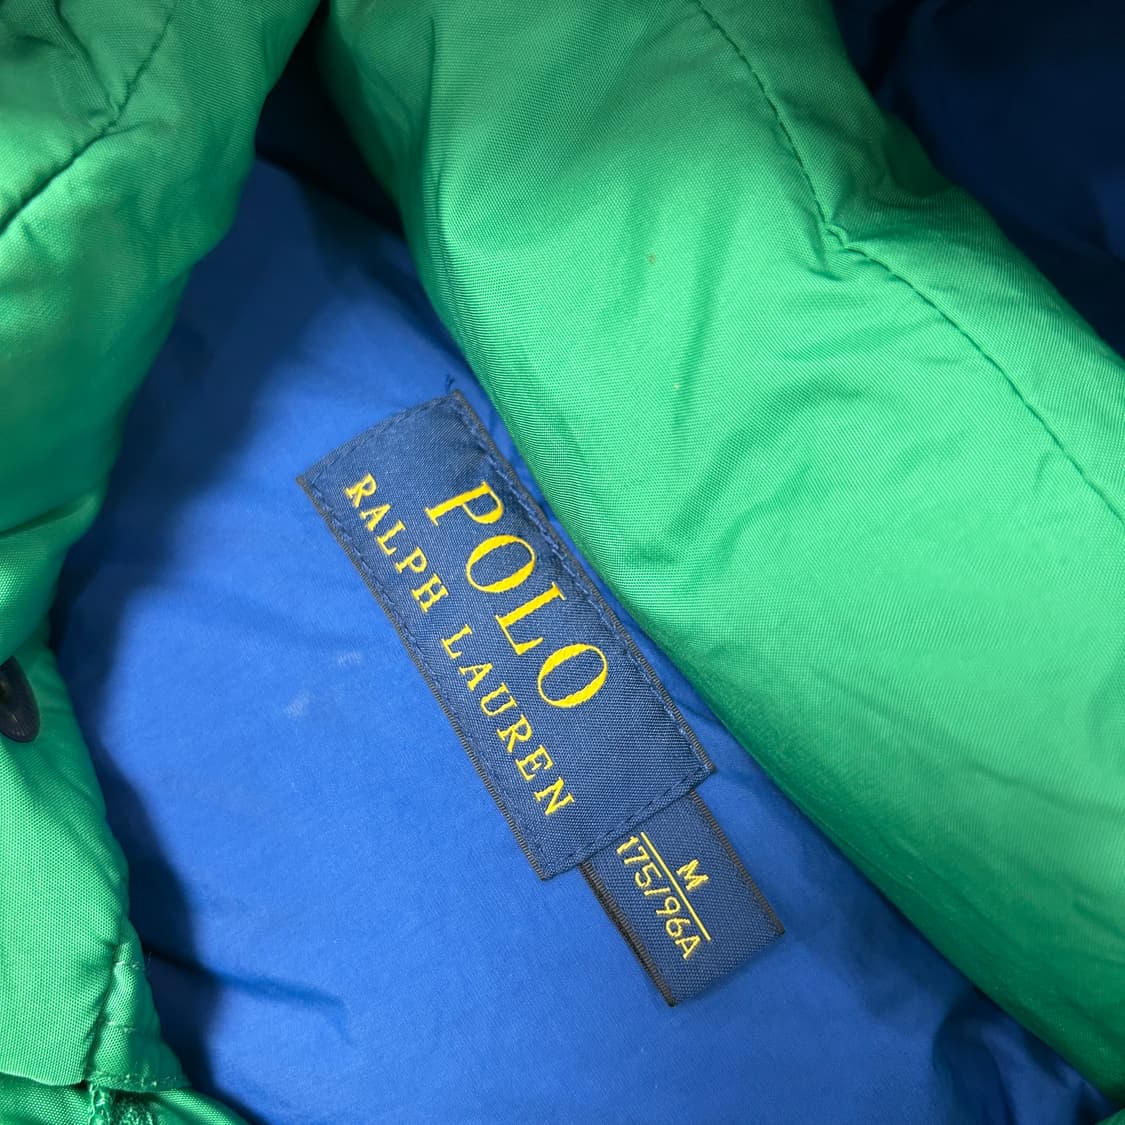 POLO
RALPH LAUREN
M
175/96A